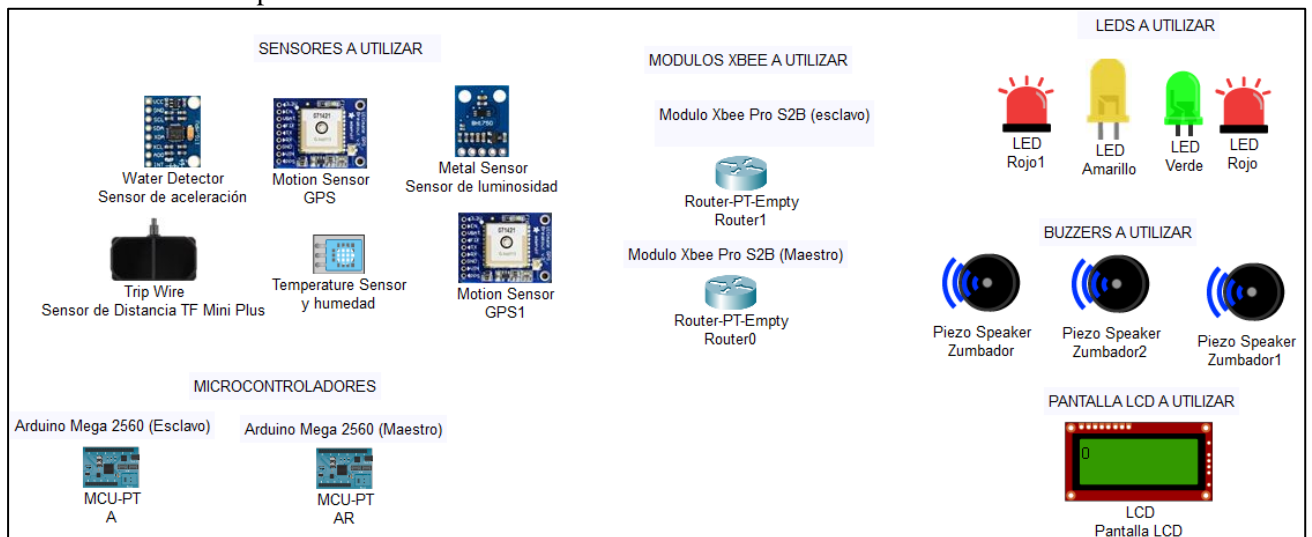 SENSORES A UTILIZAR
Water Detector
Sensor de aceleración
Motion Sensor
GPS
Metal Sensor
Sensor de luminosidad
Trip Wire
Sensor de Distancia TF Mini Plus
Temperature Sensor
y humedad
Motion Sensor
GPS1
MICROCONTROLADORES
Arduino Mega 2560 (Esclavo)
MCU-PT
A
Arduino Mega 2560 (Maestro)
MCU-PT
AR
MODULOS XBEE A UTILIZAR
Modulo Xbee Pro S2B (esclavo)
Router-PT-Empty
Router1
Modulo Xbee Pro S2B (Maestro)
Router-PT-Empty
Router0
LEDS A UTILIZAR
LED
Rojo1
LED
Amarillo
LED
Verde
LED
Rojo
BUZZERS A UTILIZAR
Piezo Speaker
Zumbador
Piezo Speaker
Zumbador2
Piezo Speaker
Zumbador1
PANTALLA LCD A UTILIZAR
0
LCD
Pantalla LCD